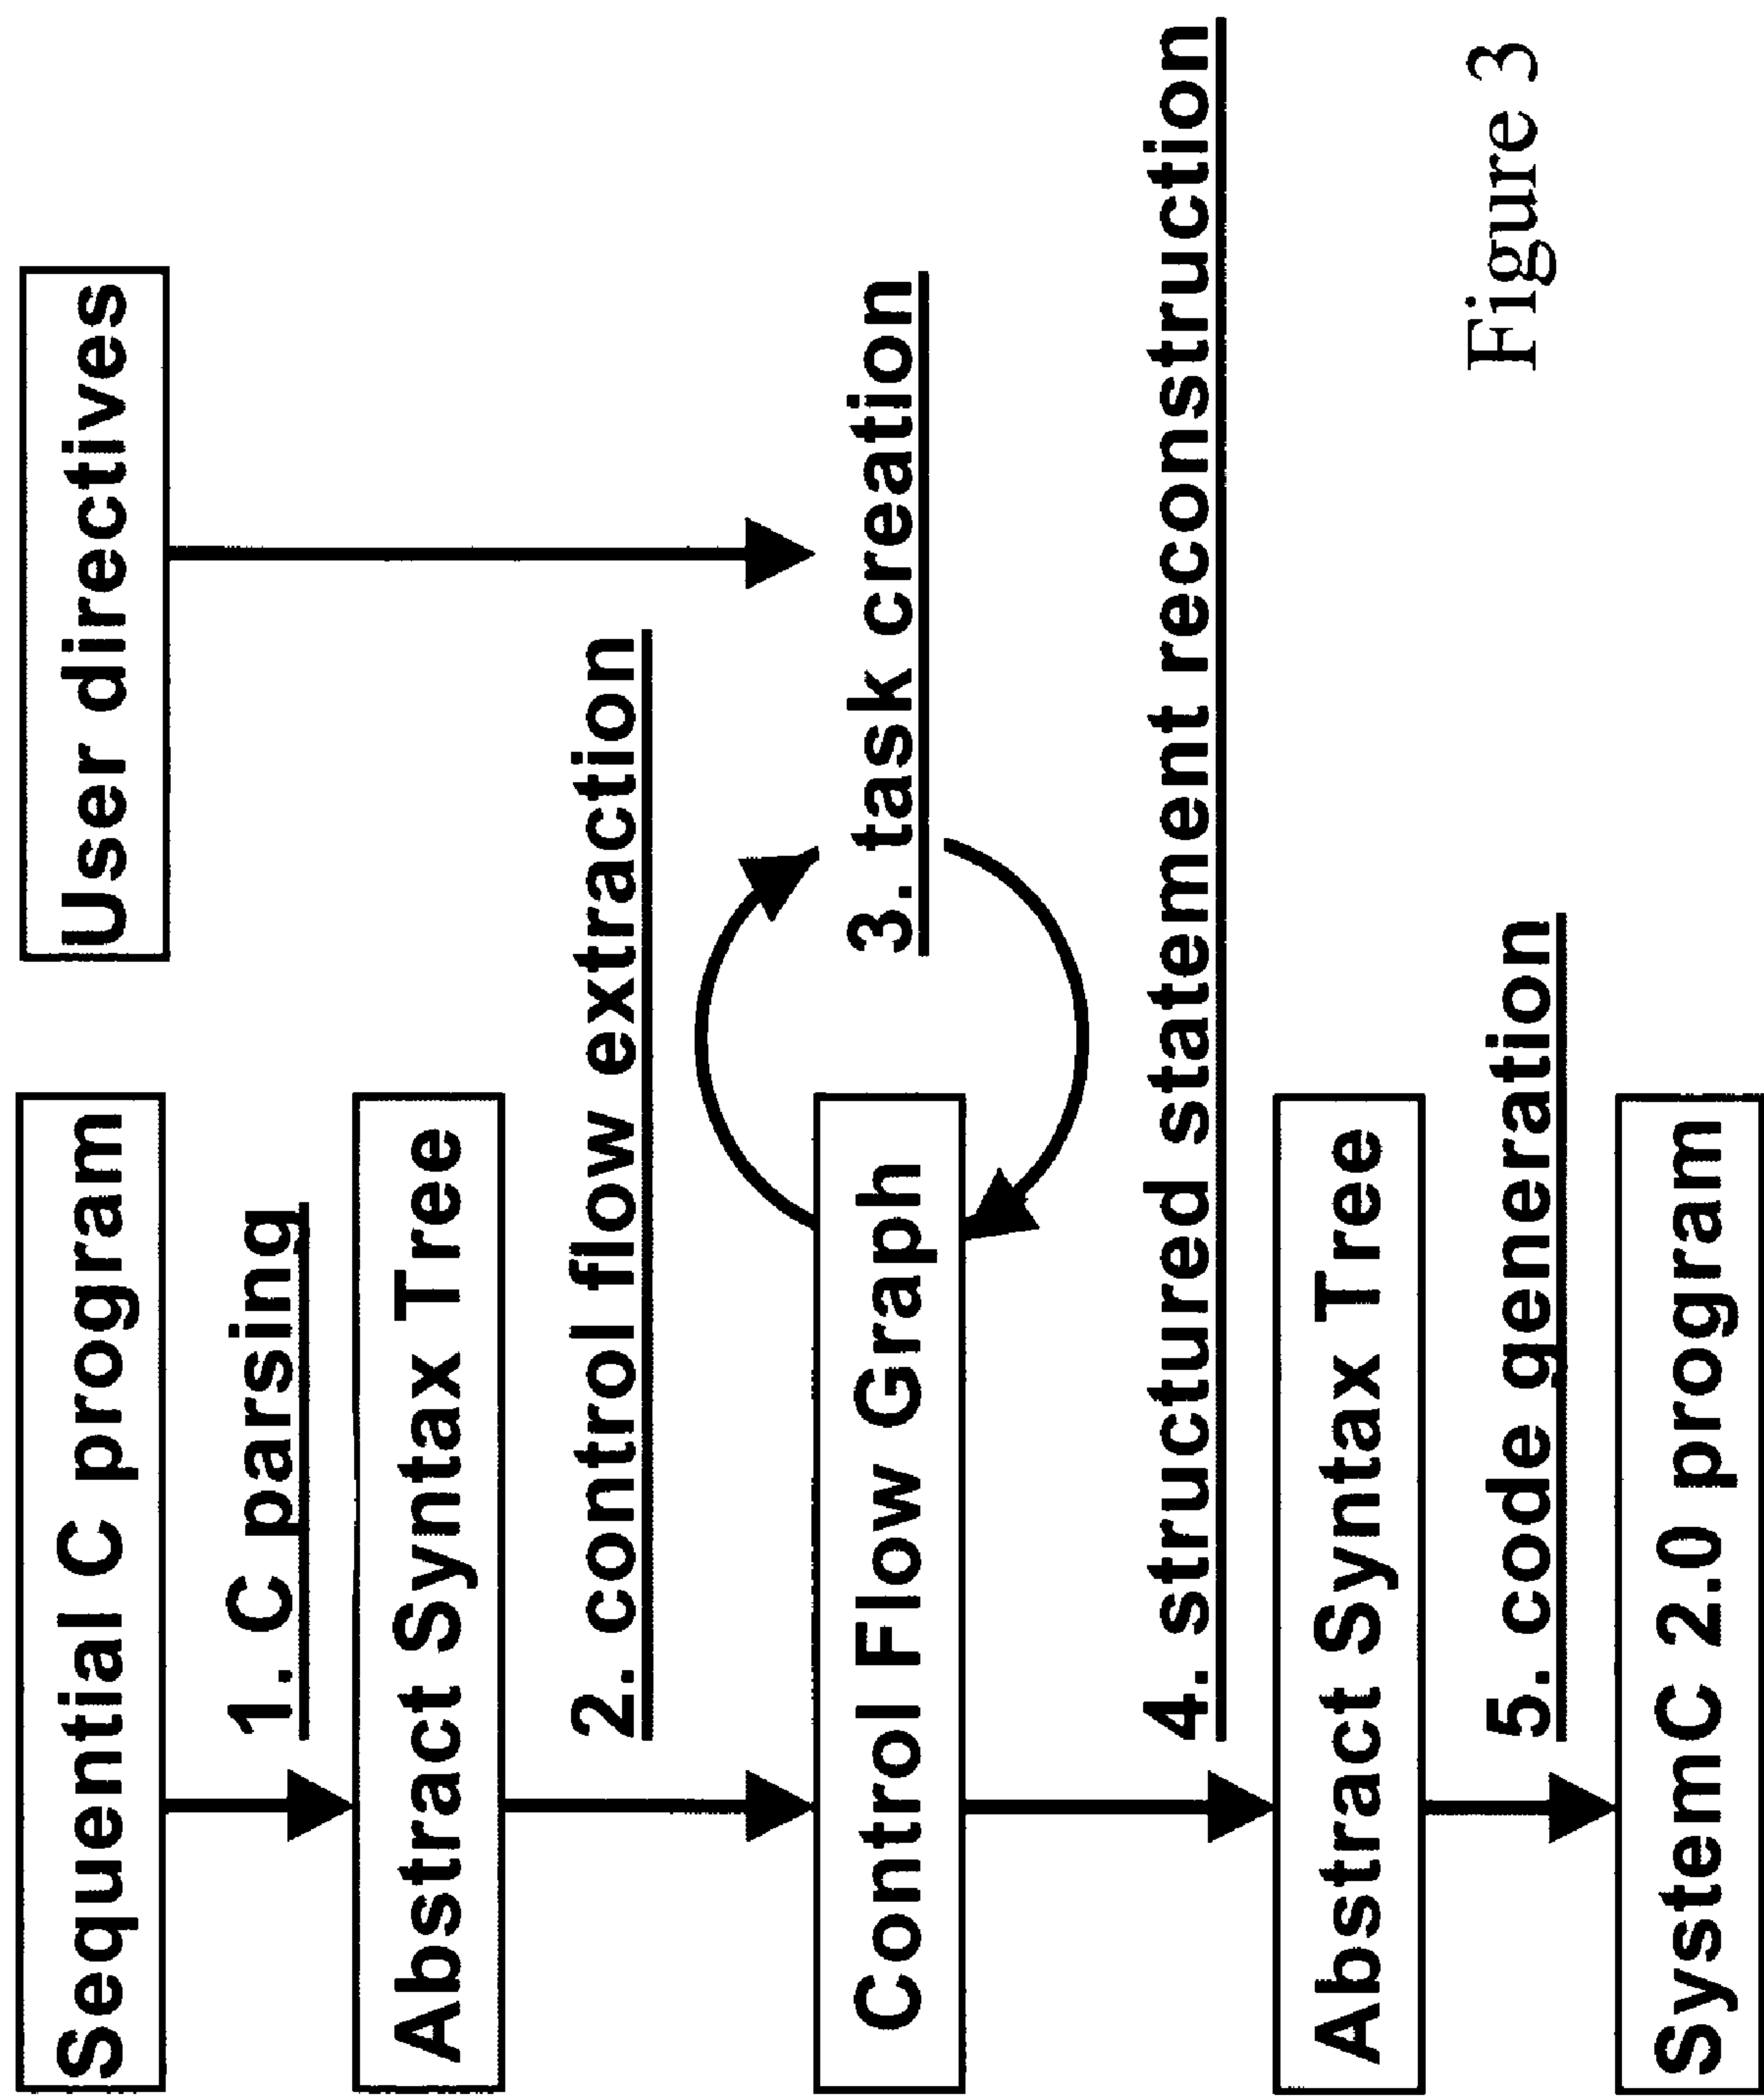 Sequential C program
User directives
1. C parsing
Abstract Syntax Tree
2. control flow extraction
Control Flow Graph
3. task creation
4. structured statement reconstruction
Abstract Syntax Tree
5. code generation
SystemC 2.0 program
Figure 3